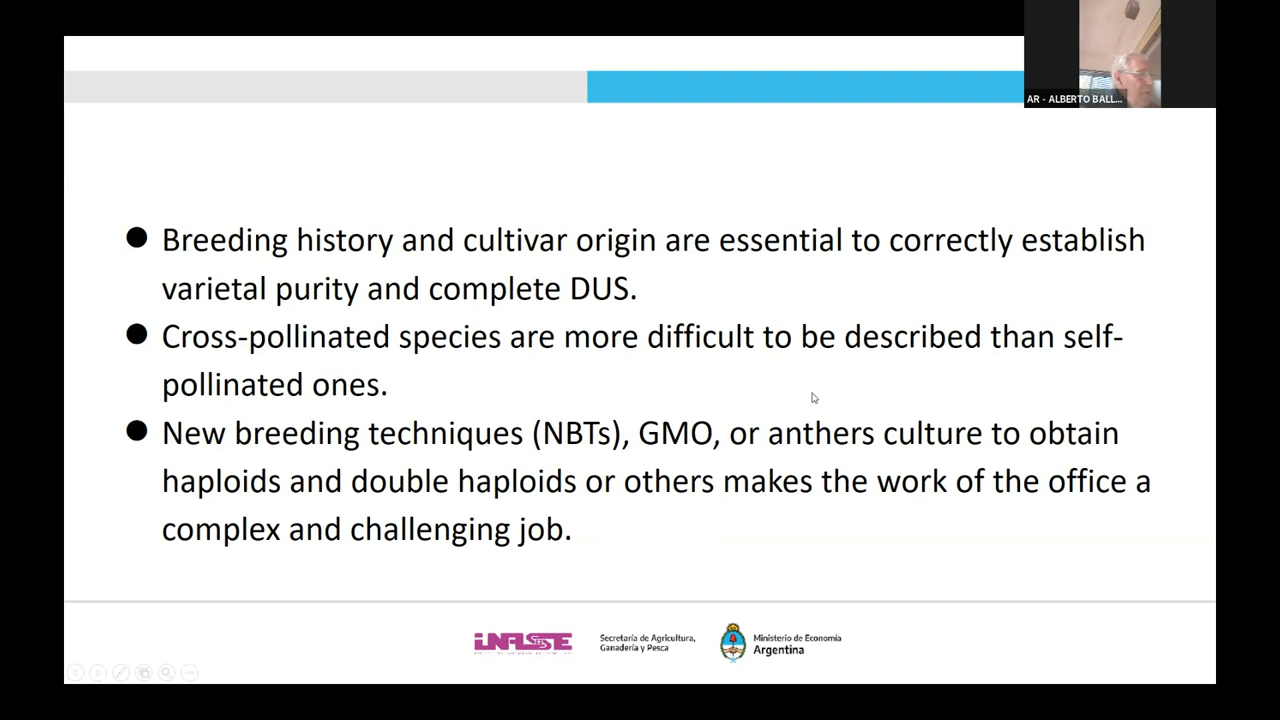 AR - ALBERTO BALL...
● Breeding history and cultivar origin are essential to correctly establish
varietal purity and complete DUS.
● Cross-pollinated species are more difficult to be described than self-
pollinated ones.
● New breeding techniques (NBTs), GMO, or anthers culture to obtain
haploids and double haploids or others makes the work of the office a
complex and challenging job.
INASE
Secretaría de Agricultura,
Ganadería y Pesca
Ministerio de Economía
Argentina